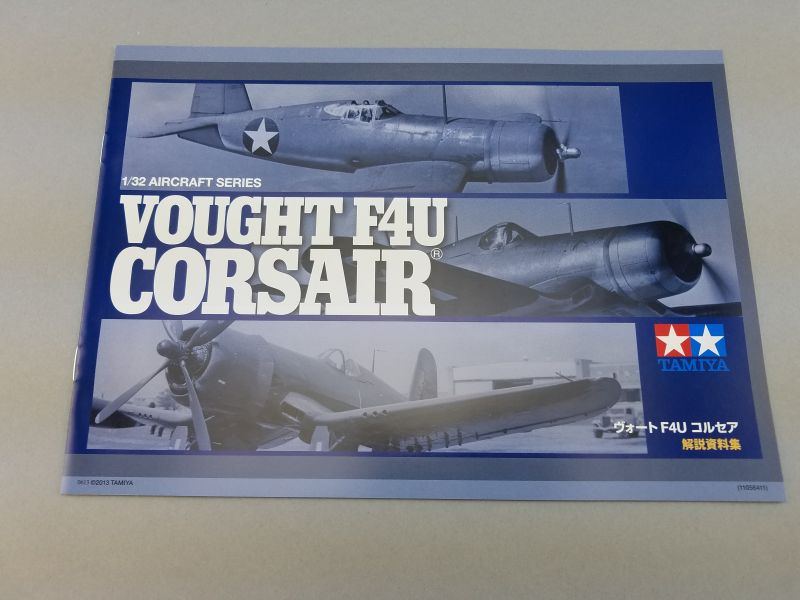 1/32 AIRCRAFT SERIES
VOUGHT F4U
CORSAIR®
TAMIYA
ヴォート F4U コルセア
解説資料集
0613 ©2013 TAMIYA
(11056411)